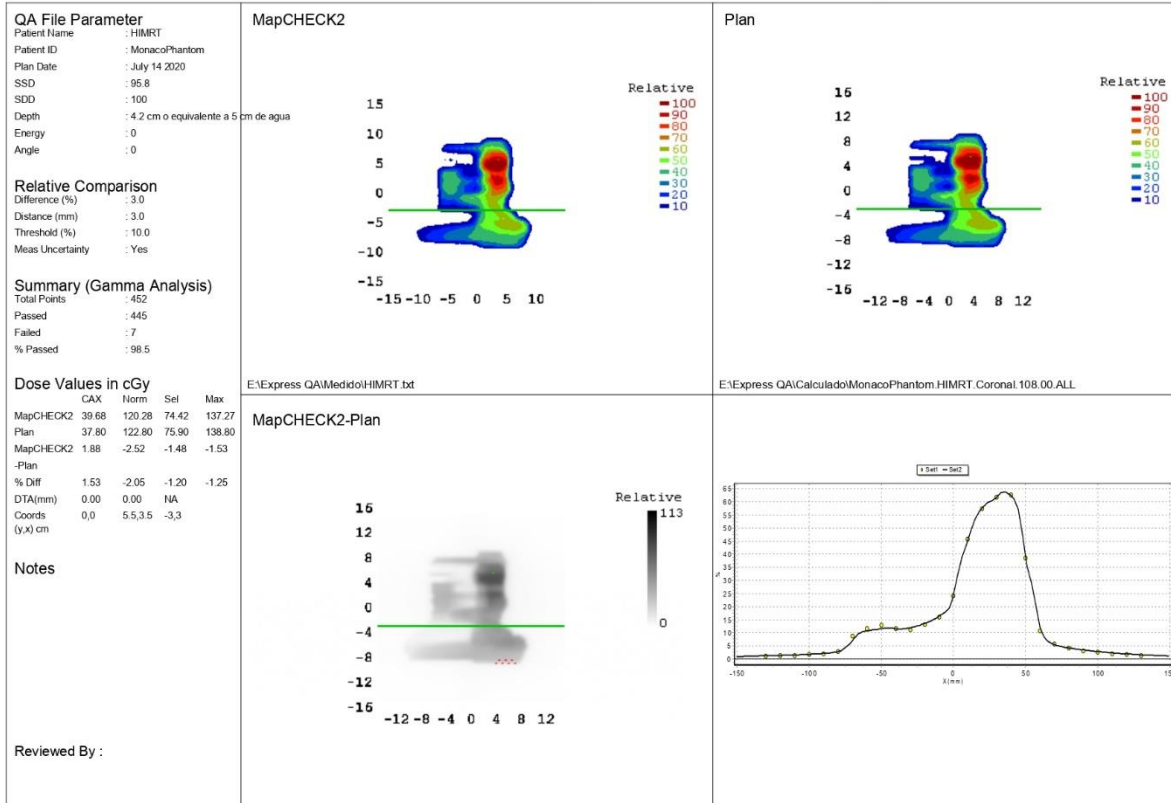 QA File Parameter
Patient Name : HIMRT
Patient ID : MonacoPhantom
Plan Date : July 14 2020
SSD : 95.8
SDD : 100
Depth : 4.2 cm o equivalente a 5 cm de agua
Energy : 0
Angle : 0
Relative Comparison
Difference (%) : 3.0
Distance (mm) : 3.0
Threshold (%) : 10.0
Meas Uncertainty : Yes
Summary (Gamma Analysis)
Total Points : 452
Passed : 445
Failed : 7
% Passed : 98.5
Dose Values in cGy
CAX Norm Sel Max
MapCHECK2 39.68 120.28 74.42 137.27
Plan 37.80 122.80 75.90 138.80
MapCHECK2 1.88 -2.52 -1.48 -1.53
-Plan
% Diff 1.53 -2.05 -1.20 -1.25
DTA(mm) 0.00 0.00 NA
Coords 0,0 5.5,3.5 -3,3
(y,x) cm
Notes
Reviewed By :
MapCHECK2
Relative
100
90
80
70
60
50
40
30
20
10
15
10
5
0
-5
-10
-15
-15 -10 -5 0 5 10
E:\Express QA\Medido\HIMRT.txt
Plan
Relative
100
90
80
70
60
50
40
30
20
10
16
12
8
4
0
-4
-8
-12
-16
-12 -8 -4 0 4 8 12
E:\Express QA\Calculado\MonacoPhantom.HIMRT.Coronal.108.00.ALL
MapCHECK2-Plan
Relative
113
0
16
12
8
4
0
-4
-8
-12
-16
-12 -8 -4 0 4 8 12
Set1 Set2
65
60
55
50
45
40
35
30
25
20
15
10
5
0
%
-150 -100 -50 0 50 100 150
X(mm)